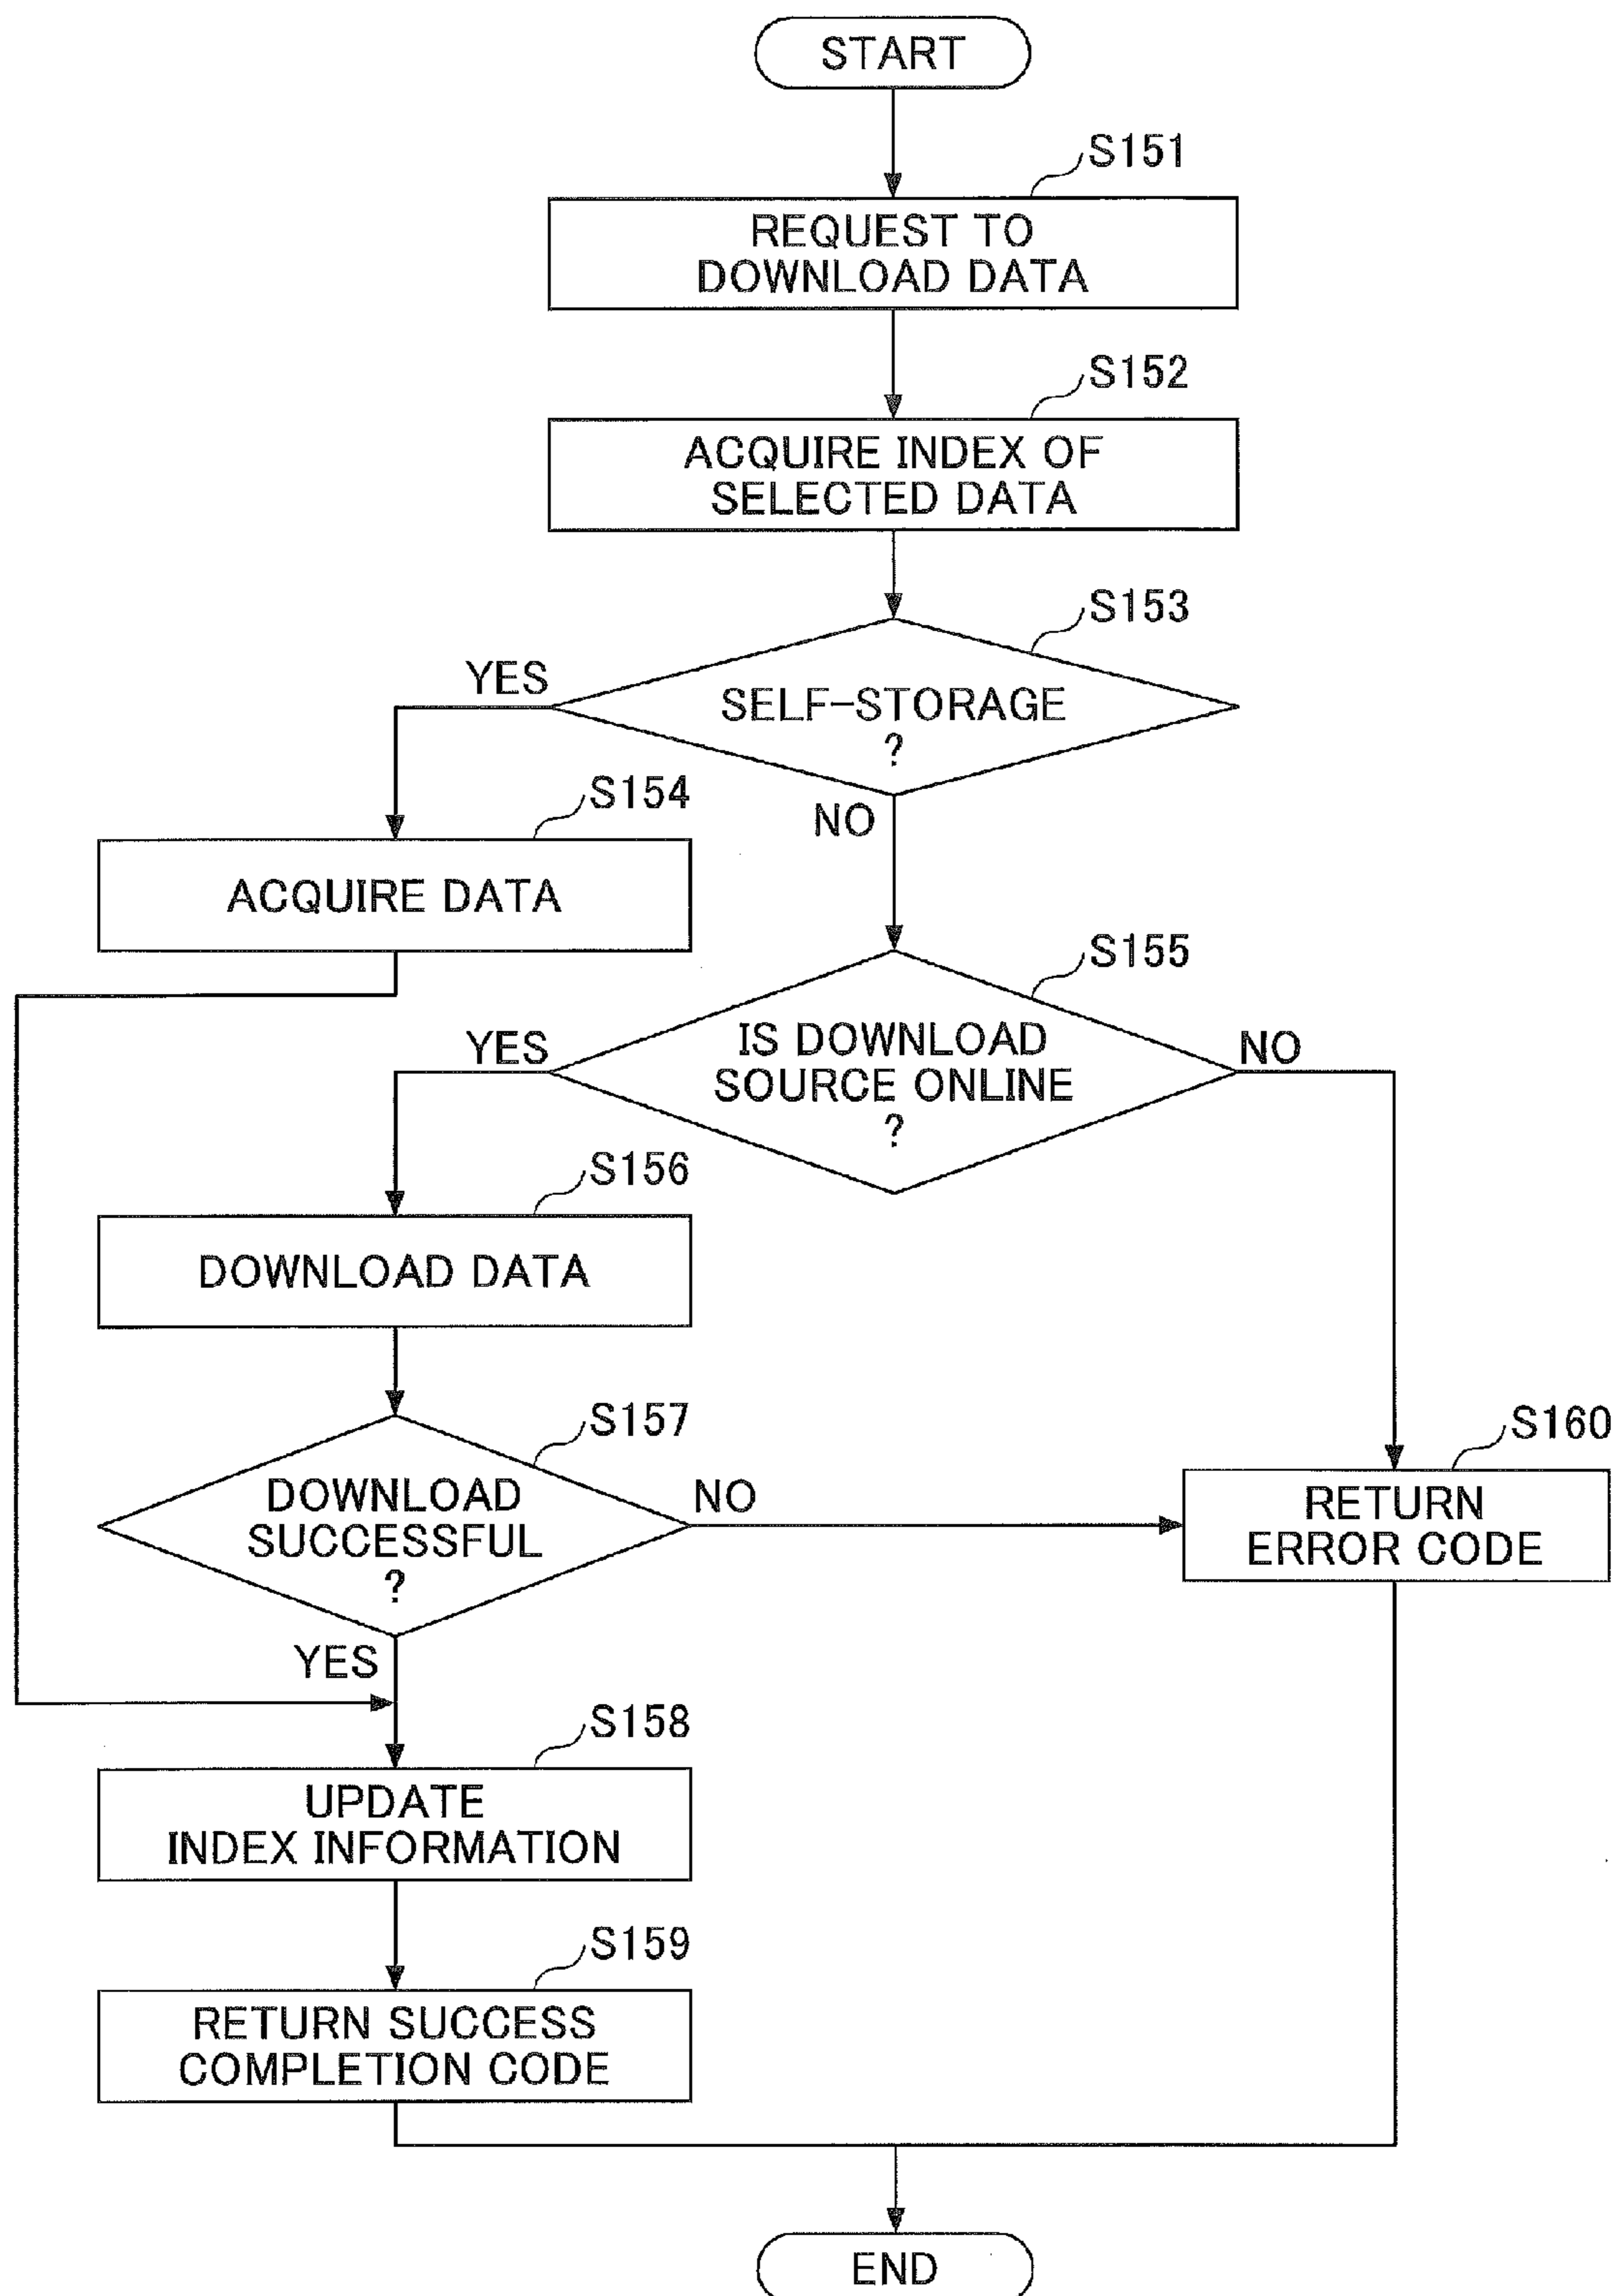 START
S151
REQUEST TO
DOWNLOAD DATA
S152
ACQUIRE INDEX OF
SELECTED DATA
S153
YES
SELF-STORAGE
?
NO
S154
ACQUIRE DATA
S155
YES
IS DOWNLOAD
SOURCE ONLINE
?
NO
S156
DOWNLOAD DATA
S157
DOWNLOAD
SUCCESSFUL
?
NO
YES
S160
RETURN
ERROR CODE
S158
UPDATE
INDEX INFORMATION
S159
RETURN SUCCESS
COMPLETION CODE
END